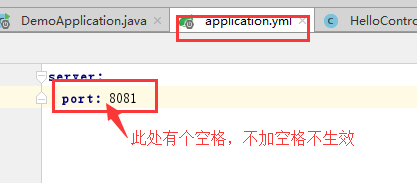 DemoApplication.java
application.yml
HelloContro
server:
port: 8081
此处有个空格，不加空格不生效